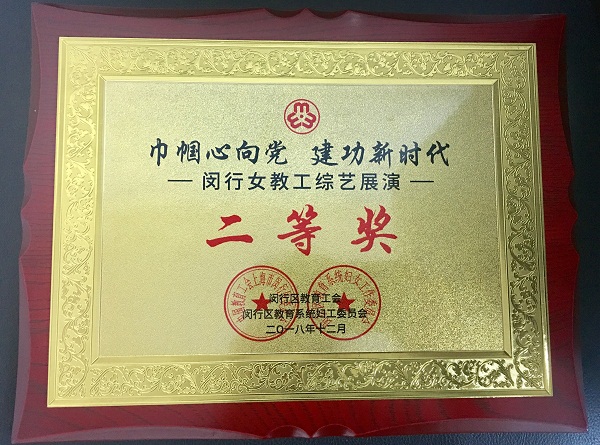 巾帼心向党 建功新时代
— 闵行女教工综艺展演 —
二等奖
闵行区教育工会
闵行区教育系统妇工委员会
二〇一八年十二月